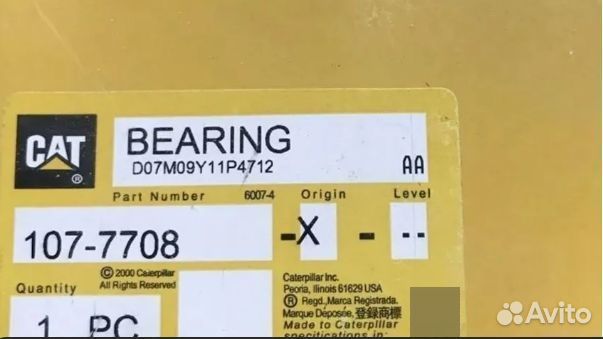 CAT ®
BEARING
D07M09Y11P4712 AA
Part Number 6007-4 Origin Level
107-7708 -X - --
© 2000 Caterpillar
All Rights Reserved
Quantity
1 PC
Caterpillar Inc.
Peoria, Illinois 61629 USA
® Regd., Marca Registrada.
Marque Déposée. 登録商標
Made to Caterpillar
specifications in:
Avito